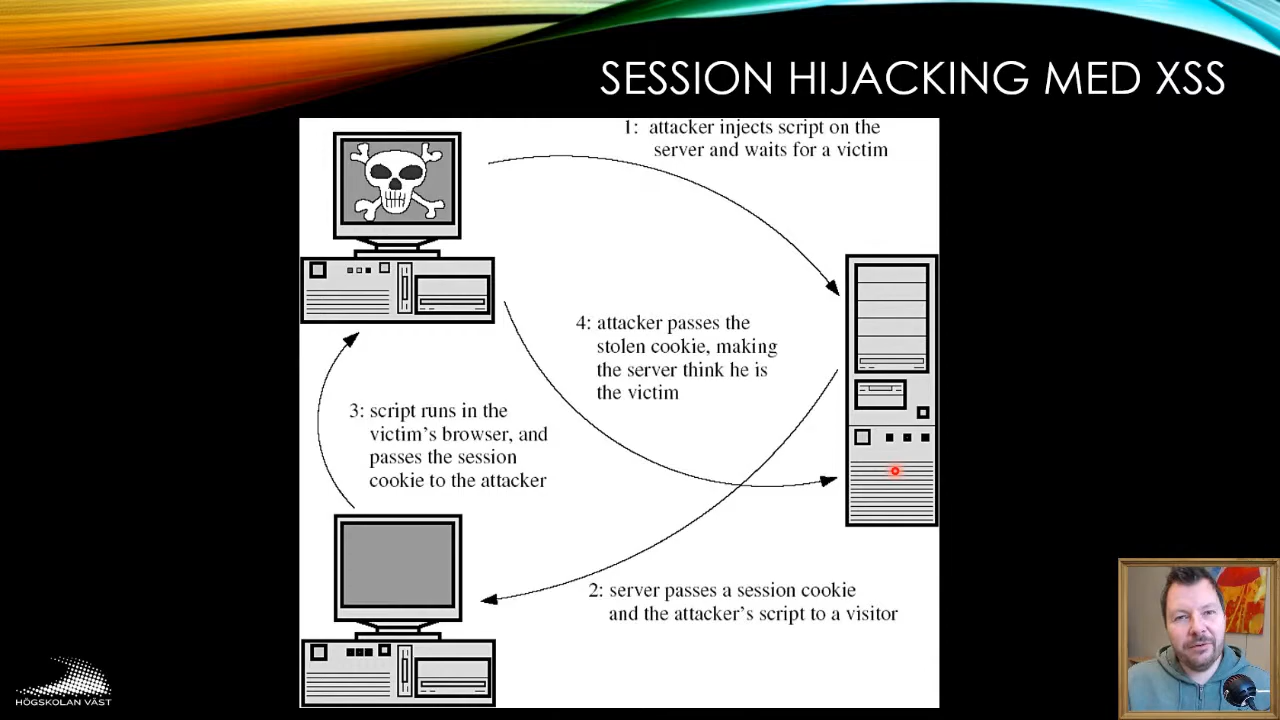 SESSION HIJACKING MED XSS
1: attacker injects script on the
server and waits for a victim
4: attacker passes the
stolen cookie, making
the server think he is
the victim
3: script runs in the
victim's browser, and
passes the session
cookie to the attacker
2: server passes a session cookie
and the attacker's script to a visitor
HÖGSKOLAN VÄST